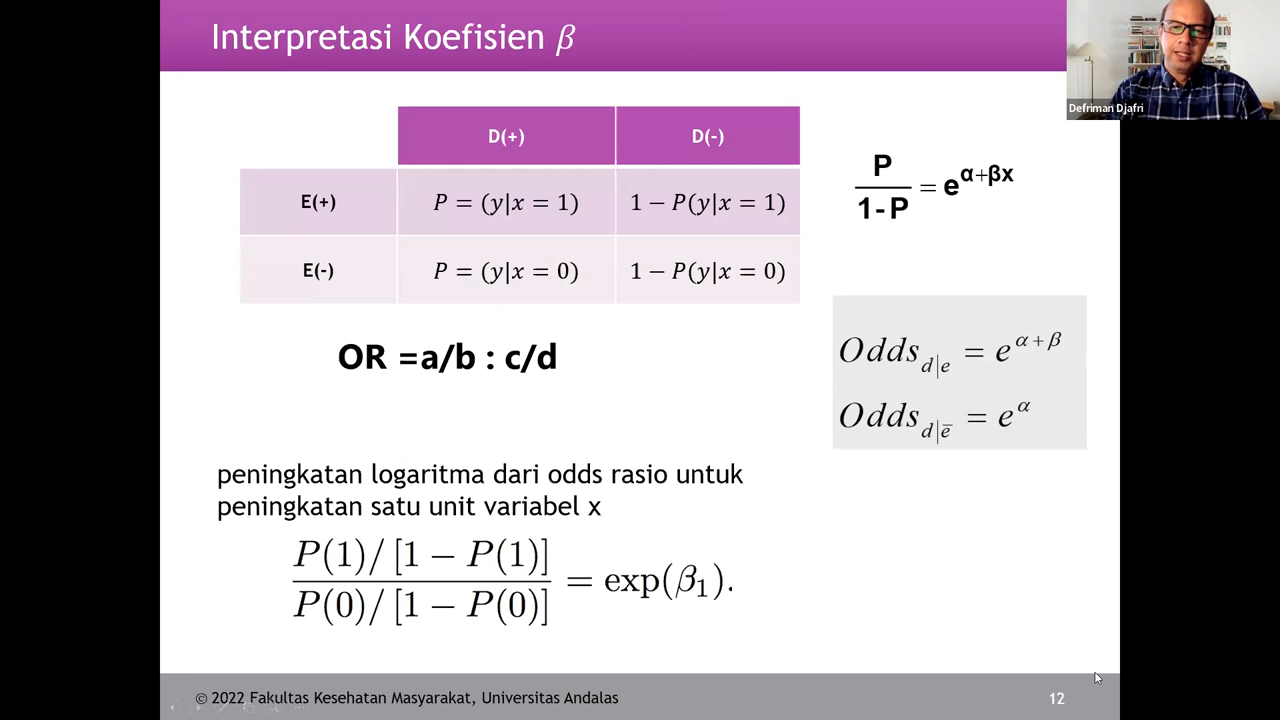 Interpretasi Koefisien β
Defriman Djafri
D(+) D(-)
E(+) P = (y|x = 1) 1 − P(y|x = 1)
E(-) P = (y|x = 0) 1 − P(y|x = 0)
P
1-P
= e^α+βx
OR =a/b : c/d
Odds_d|e = e^α+β
Odds_d|ē = e^α
peningkatan logaritma dari odds rasio untuk
peningkatan satu unit variabel x
P(1)/[1 − P(1)]
P(0)/[1 − P(0)]
= exp(β₁).
© 2022 Fakultas Kesehatan Masyarakat, Universitas Andalas
12